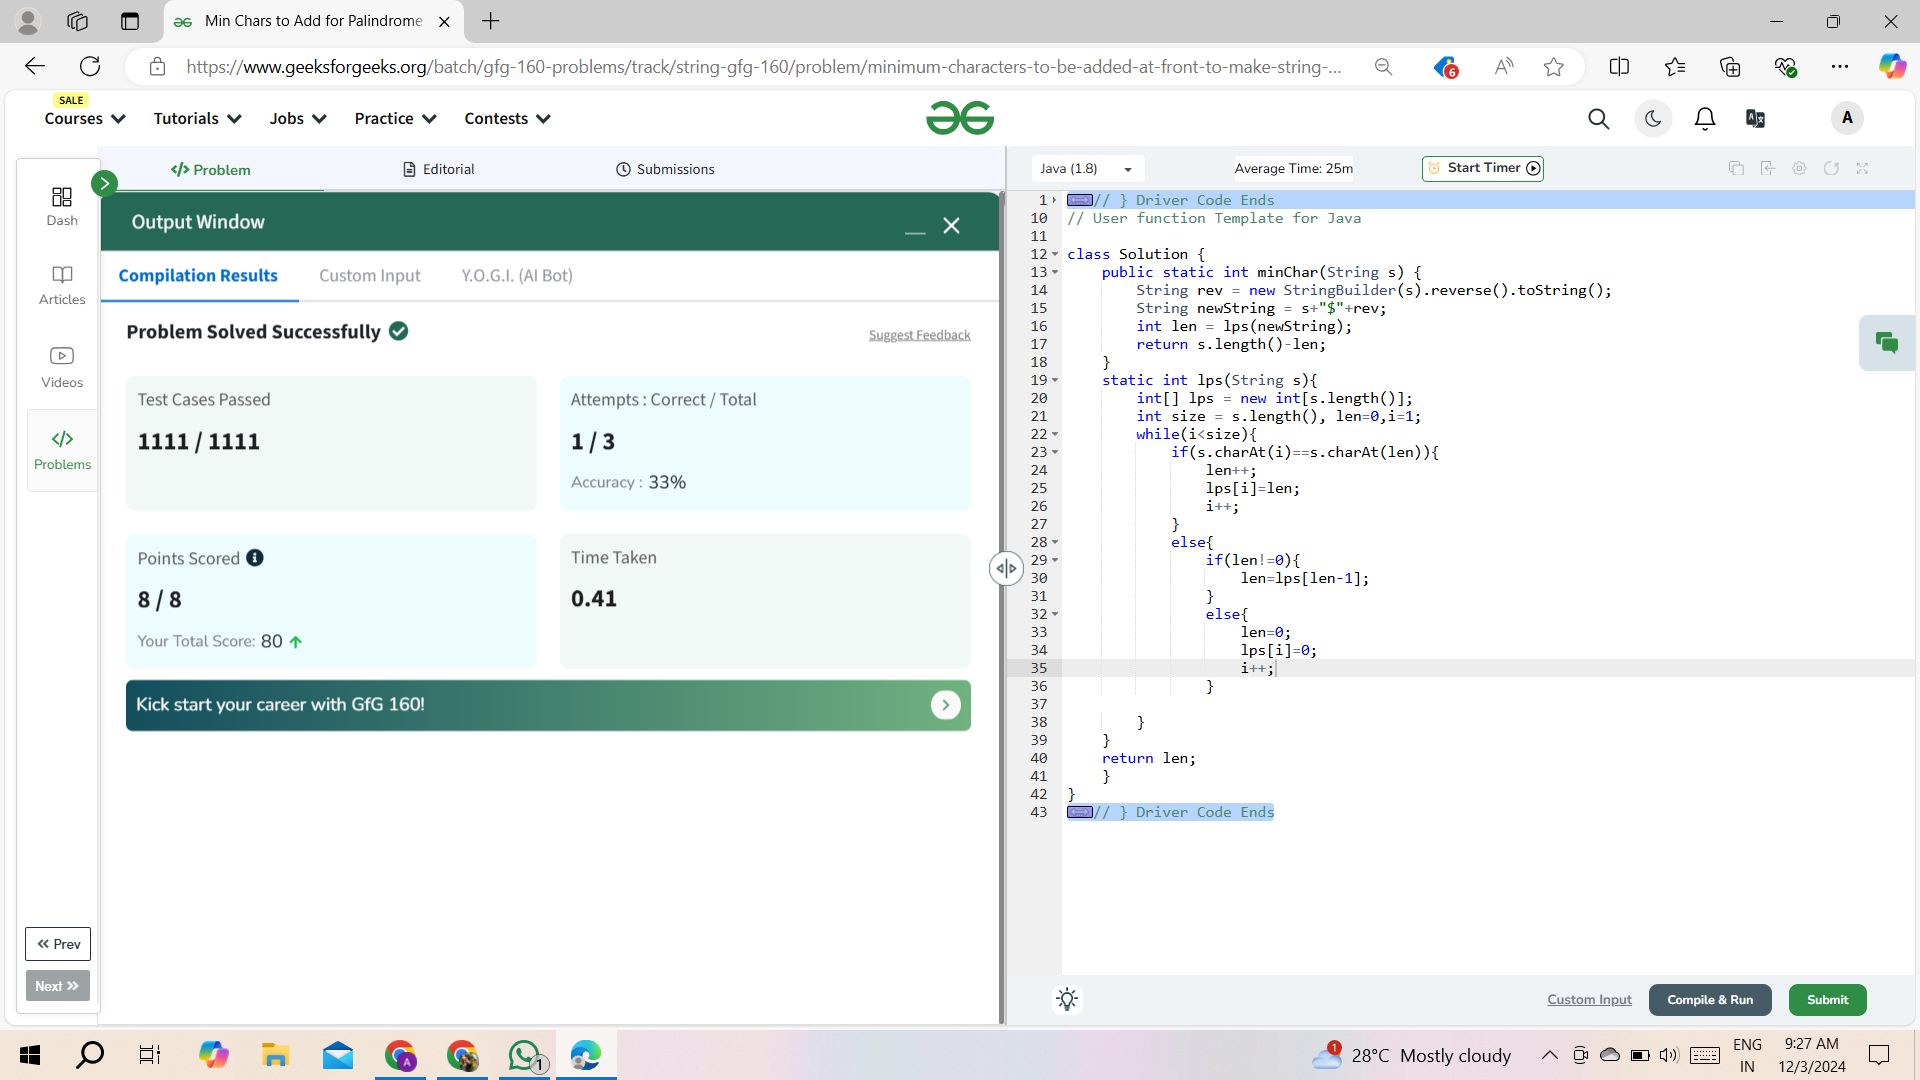 Min Chars to Add for Palindrome
https://www.geeksforgeeks.org/batch/gfg-160-problems/track/string-gfg-160/problem/minimum-characters-to-be-added-at-front-to-make-string-...
6
SALE
Courses
Tutorials
Jobs
Practice
Contests
A
Dash
Articles
Videos
Problems
Prev
Next
Problem
Editorial
Submissions
Output Window
Compilation Results
Custom Input
Y.O.G.I. (AI Bot)
Problem Solved Successfully
Suggest Feedback
Test Cases Passed
1111 / 1111
Attempts : Correct / Total
1 / 3
Accuracy : 33%
Points Scored
8 / 8
Your Total Score: 80
Time Taken
0.41
Kick start your career with GfG 160!
Java (1.8)
Average Time: 25m
Start Timer
1 // } Driver Code Ends
10 // User function Template for Java
11
12 class Solution {
13     public static int minChar(String s) {
14         String rev = new StringBuilder(s).reverse().toString();
15         String newString = s+"$"+rev;
16         int len = lps(newString);
17         return s.length()-len;
18     }
19     static int lps(String s){
20         int[] lps = new int[s.length()];
21         int size = s.length(), len=0,i=1;
22         while(i<size){
23             if(s.charAt(i)==s.charAt(len)){
24                 len++;
25                 lps[i]=len;
26                 i++;
27             }
28             else{
29                 if(len!=0){
30                     len=lps[len-1];
31                 }
32                 else{
33                     len=0;
34                     lps[i]=0;
35                     i++;
36                 }
37
38         }
39     }
40     return len;
41     }
42 }
43 // } Driver Code Ends
Custom Input
Compile & Run
Submit
A
1
1
28°C Mostly cloudy
ENG
IN
9:27 AM
12/3/2024